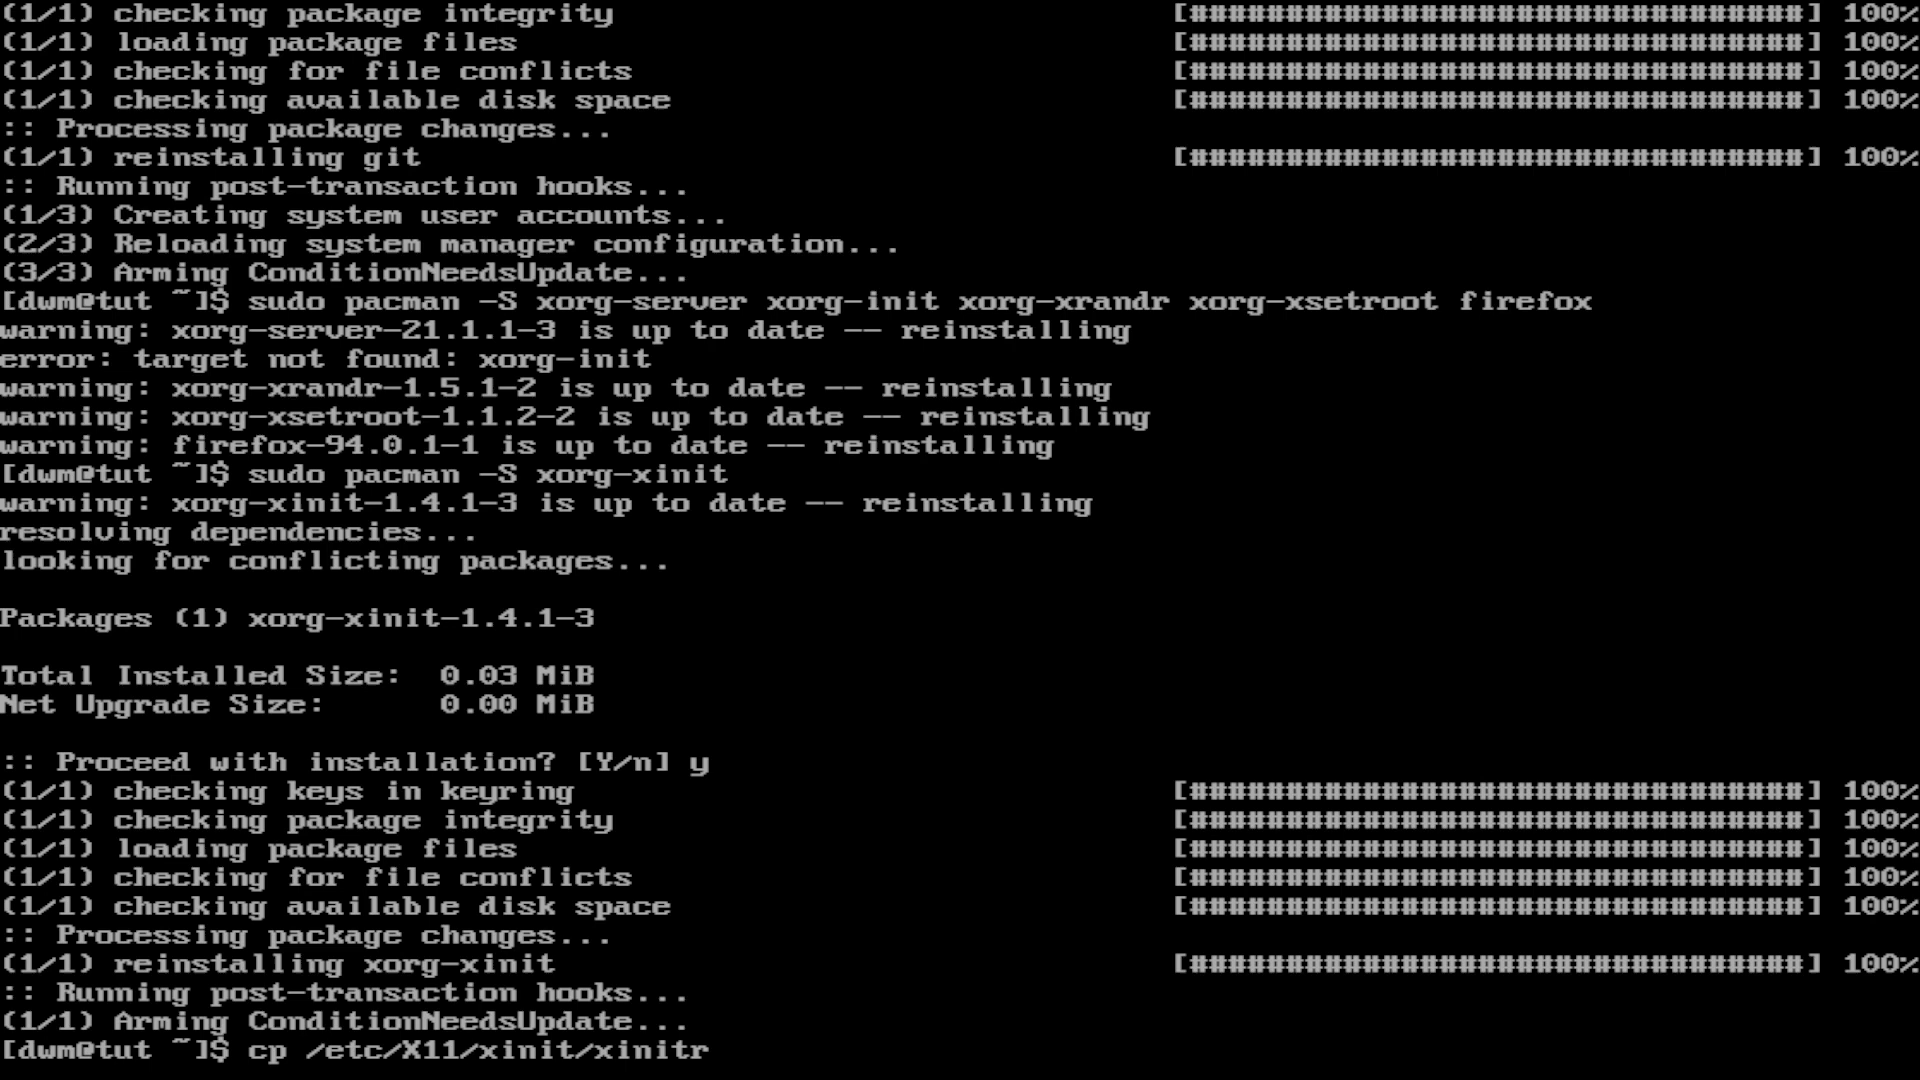 (1/1) checking package integrity [################################] 100%
(1/1) loading package files [################################] 100%
(1/1) checking for file conflicts [################################] 100%
(1/1) checking available disk space [################################] 100%
:: Processing package changes...
(1/1) reinstalling git [################################] 100%
:: Running post-transaction hooks...
(1/3) Creating system user accounts...
(2/3) Reloading system manager configuration...
(3/3) Arming ConditionNeedsUpdate...
[dwm@tut ~]$ sudo pacman -S xorg-server xorg-init xorg-xrandr xorg-xsetroot firefox
warning: xorg-server-21.1.1-3 is up to date -- reinstalling
error: target not found: xorg-init
warning: xorg-xrandr-1.5.1-2 is up to date -- reinstalling
warning: xorg-xsetroot-1.1.2-2 is up to date -- reinstalling
warning: firefox-94.0.1-1 is up to date -- reinstalling
[dwm@tut ~]$ sudo pacman -S xorg-xinit
warning: xorg-xinit-1.4.1-3 is up to date -- reinstalling
resolving dependencies...
looking for conflicting packages...
Packages (1) xorg-xinit-1.4.1-3
Total Installed Size:  0.03 MiB
Net Upgrade Size:      0.00 MiB
:: Proceed with installation? [Y/n] y
(1/1) checking keys in keyring [################################] 100%
(1/1) checking package integrity [################################] 100%
(1/1) loading package files [################################] 100%
(1/1) checking for file conflicts [################################] 100%
(1/1) checking available disk space [################################] 100%
:: Processing package changes...
(1/1) reinstalling xorg-xinit [################################] 100%
:: Running post-transaction hooks...
(1/1) Arming ConditionNeedsUpdate...
[dwm@tut ~]$ cp /etc/X11/xinit/xinitr